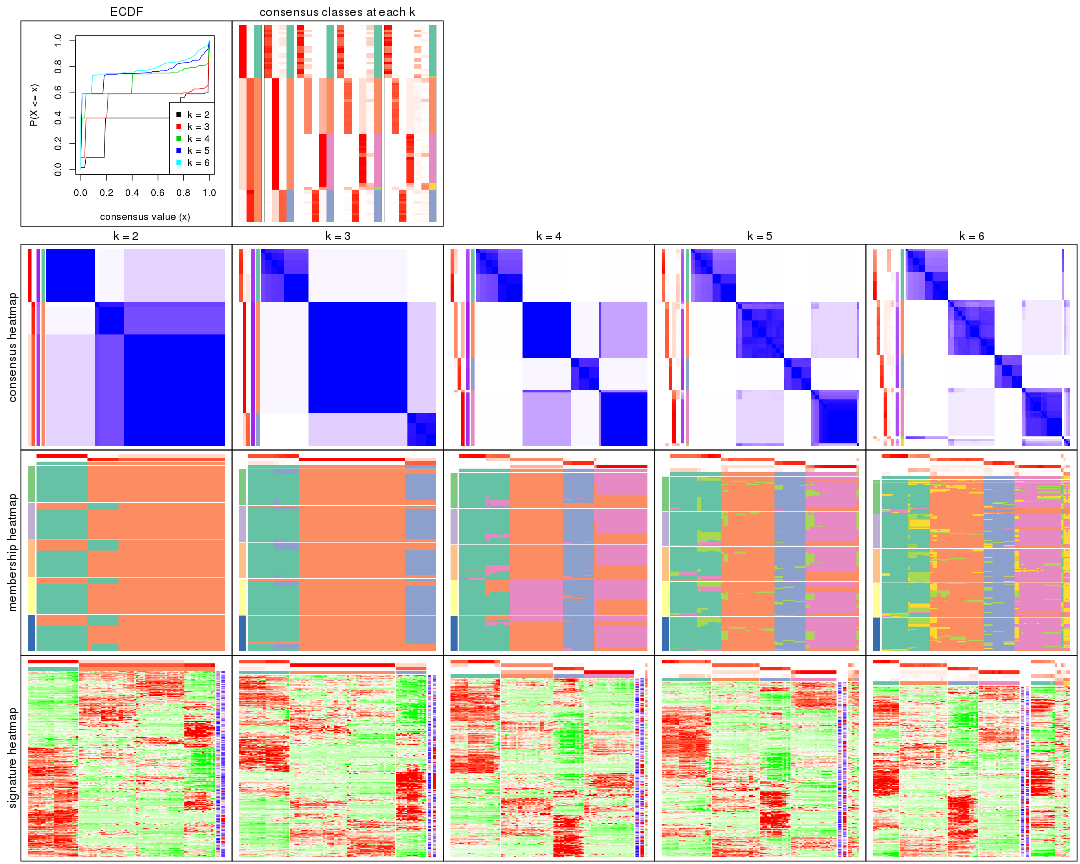 ECDF
consensus classes at each k
P(X <= x)
0.0 0.2 0.4 0.6 0.8 1.0
k = 2
k = 3
k = 4
k = 5
k = 6
0.0 0.2 0.4 0.6 0.8 1.0
consensus value (x)
k = 2
k = 3
k = 4
k = 5
k = 6
consensus heatmap
membership heatmap
signature heatmap